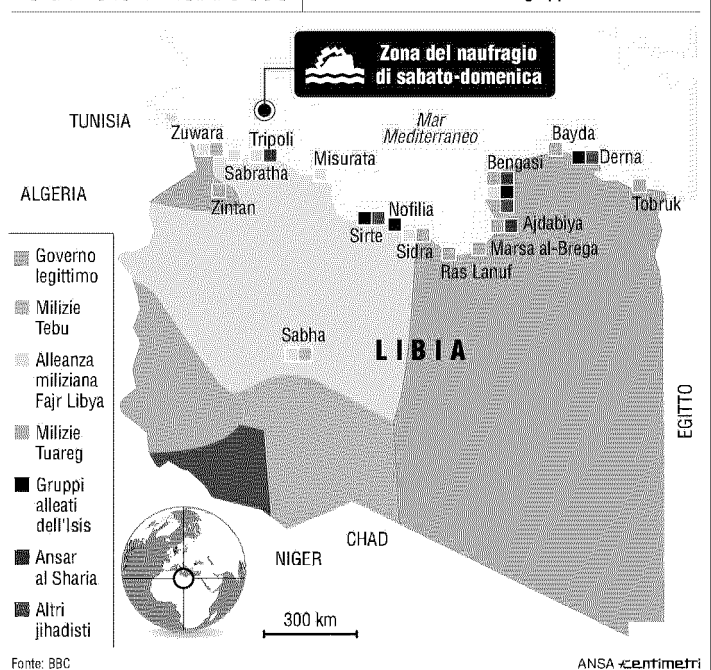 Zona del naufragio
di sabato-domenica
TUNISIA
Zuwara
Tripoli
Mar
Mediterraneo
Bayda
Derna
Sabratha
Misurata
Bengasi
ALGERIA
Zintan
Tobruk
Nofilia
Sirte
Ajdabiya
Sidra
Marsa al-Brega
Ras Lanuf
Sabha
LIBIA
EGITTO
NIGER
CHAD
Governo
legittimo
Milizie
Tebu
Alleanza
miliziana
Fajr Libya
Milizie
Tuareg
Gruppi
alleati
dell'Isis
Ansar
al Sharia
Altri
jihadisti
300 km
Fonte: BBC
ANSA centimetri